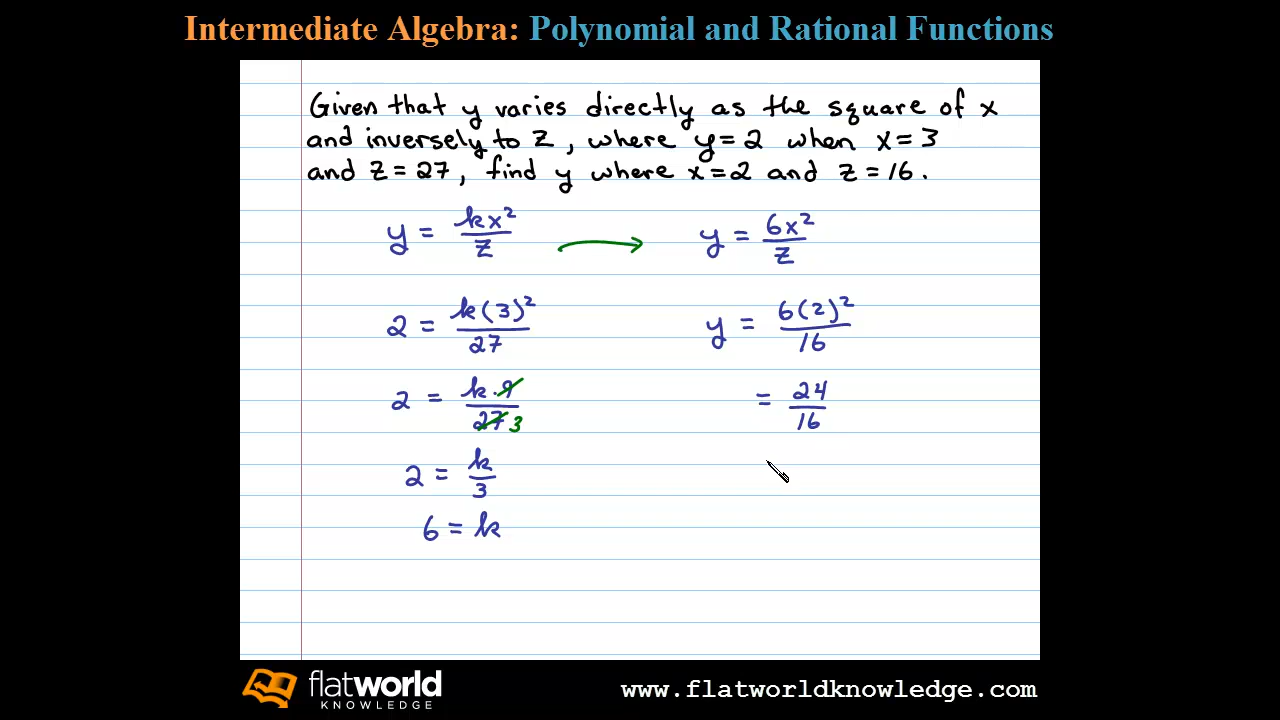 Intermediate Algebra: Polynomial and Rational Functions
Given that y varies directly as the square of x
and inversely to z, where y = 2 when x = 3
and z = 27, find y where x = 2 and z = 16.
y = kx²/z → y = 6x²/z
2 = k(3)²/27 y = 6(2)²/16
2 = k·9/27 3 = 24/16
2 = k/3
6 = k
flatworld
KNOWLEDGE
www.flatworldknowledge.com